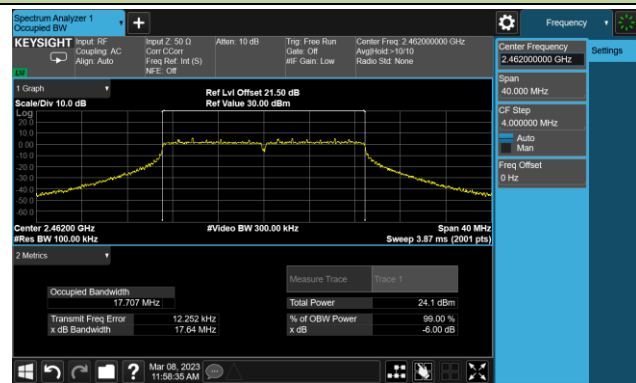 Spectrum Analyzer 1
Occupied BW
Frequency
KEYSIGHT
Input: RF
Coupling: AC
Align: Auto
Input Z: 50 Ω
Corr CCorr
Freq Ref: Int (S)
NFE: Off
Atten: 10 dB
Trig: Free Run
Gate: Off
#IF Gain: Low
Center Freq: 2.462000000 GHz
Avg|Hold:>10/10
Radio Std: None
Center Frequency
2.462000000 GHz
Settings
Span
40.000 MHz
CF Step
4.000000 MHz
Auto
Man
Freq Offset
0 Hz
1 Graph
Scale/Div 10.0 dB
Ref Lvl Offset 21.50 dB
Ref Value 30.00 dBm
Log
20.0
10.0
0.00
-10.0
-20.0
-30.0
-40.0
-50.0
-60.0
Center 2.46200 GHz
#Video BW 300.00 kHz
Span 40 MHz
#Res BW 100.00 kHz
Sweep 3.87 ms (2001 pts)
2 Metrics
Measure Trace
Trace 1
Occupied Bandwidth
17.707 MHz
Total Power
24.1 dBm
Transmit Freq Error
12.252 kHz
% of OBW Power
99.00 %
x dB Bandwidth
17.64 MHz
x dB
-6.00 dB
Mar 08, 2023
11:58:35 AM